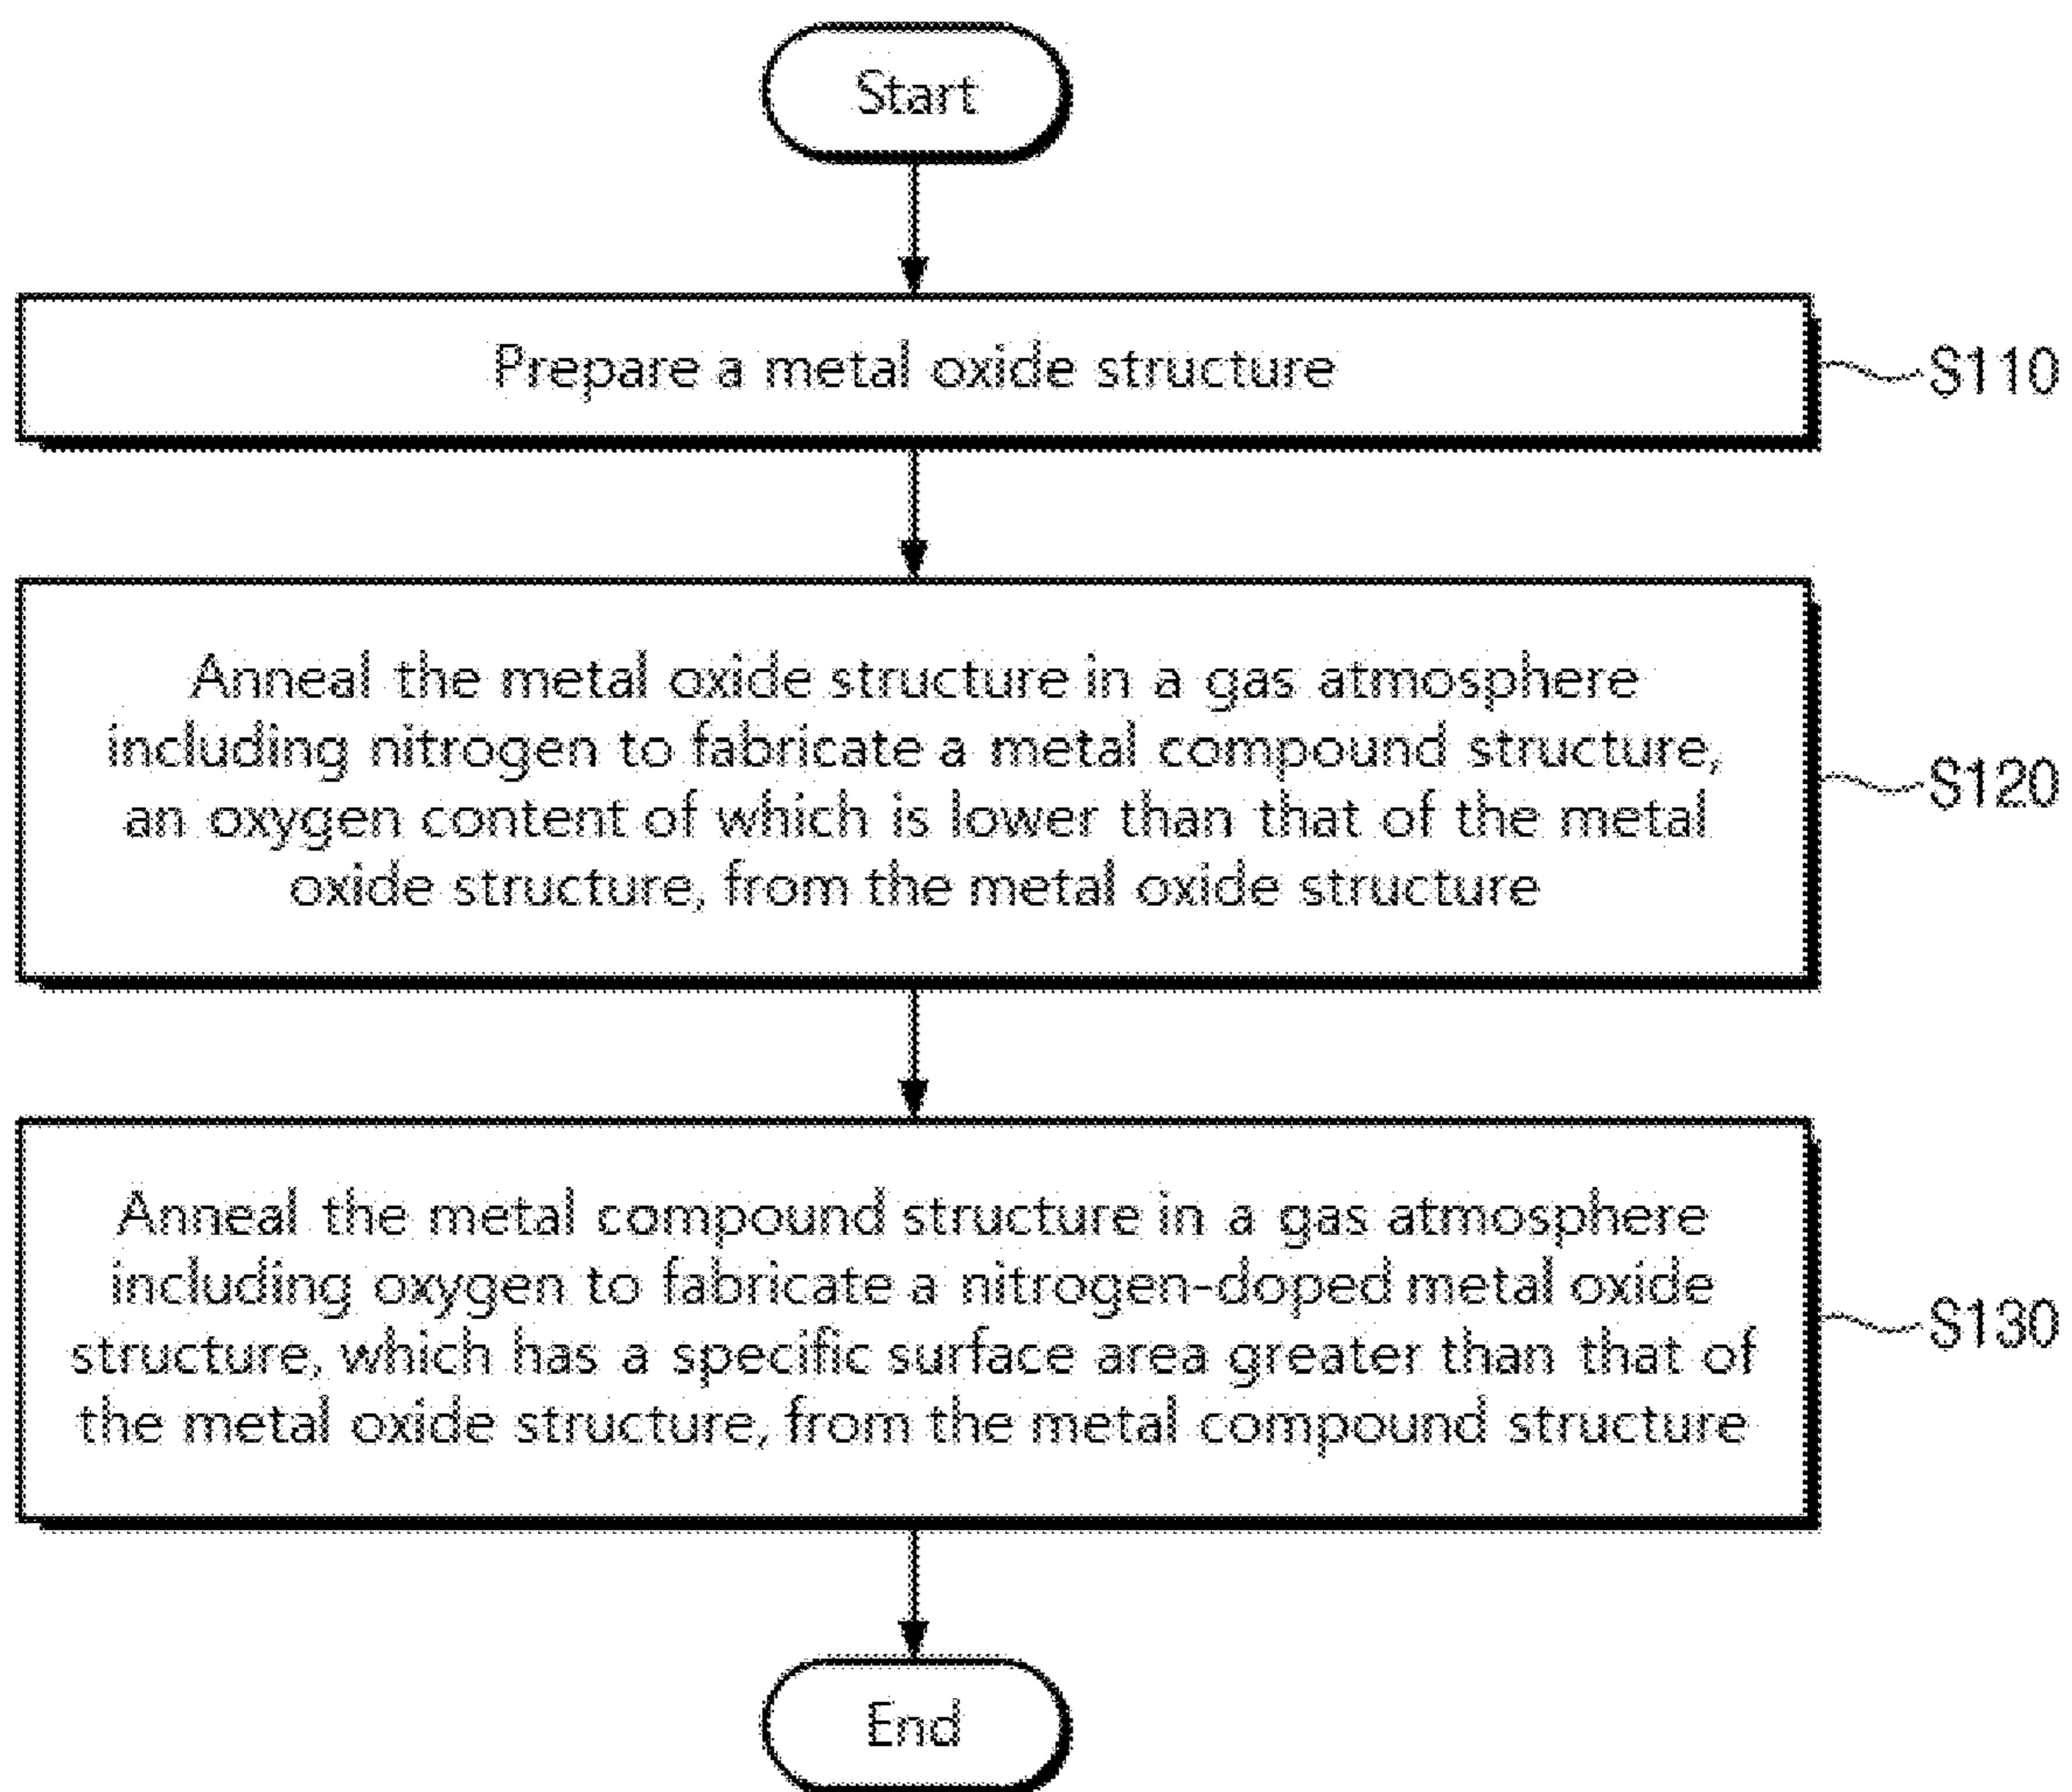 Start
Prepare a metal oxide structure
S110
Anneal the metal oxide structure in a gas atmosphere
including nitrogen to fabricate a metal compound structure,
an oxygen content of which is lower than that of the metal
oxide structure, from the metal oxide structure
S120
Anneal the metal compound structure in a gas atmosphere
including oxygen to fabricate a nitrogen-doped metal oxide
structure, which has a specific surface area greater than that of
the metal oxide structure, from the metal compound structure
S130
End